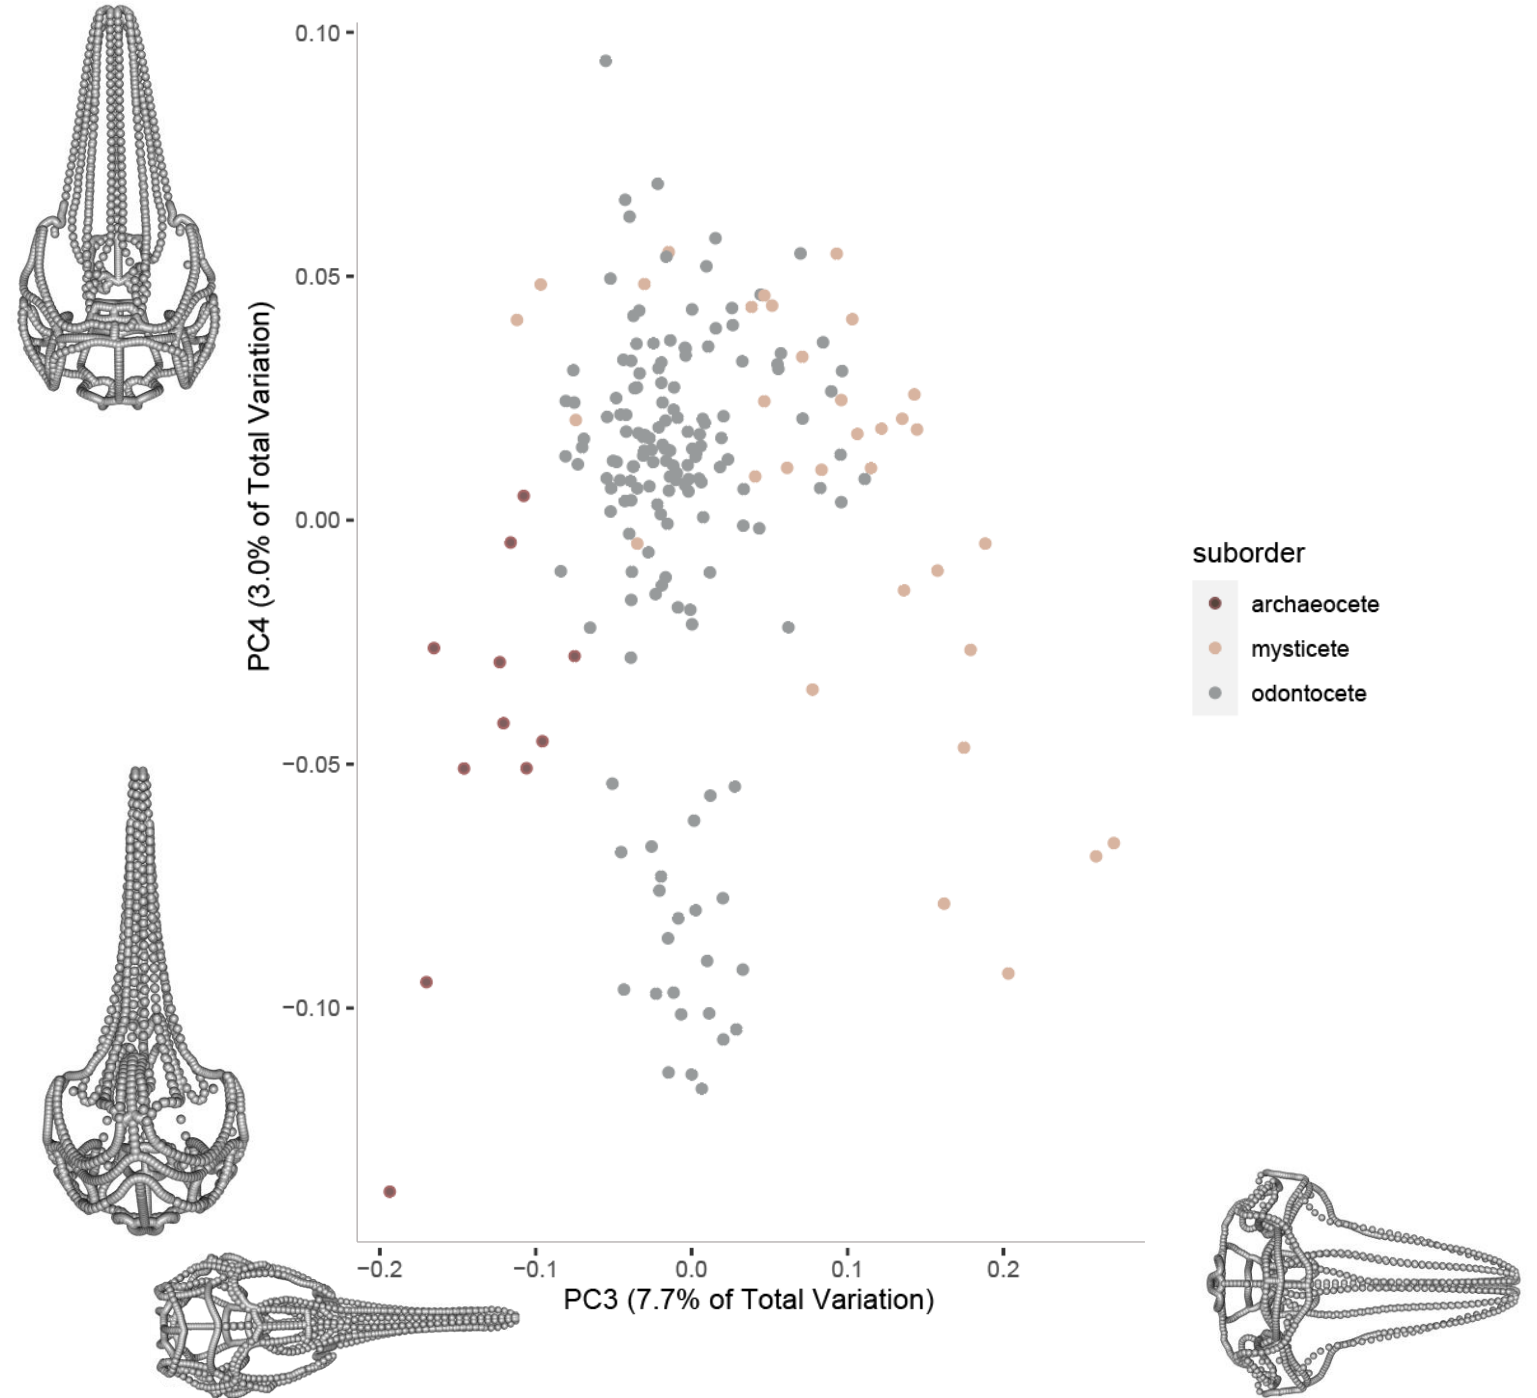 0.10
0.05
0.00
−0.05
−0.10
PC4 (3.0% of Total Variation)
−0.2
−0.1
0.0
0.1
0.2
PC3 (7.7% of Total Variation)
suborder
archaeocete
mysticete
odontocete